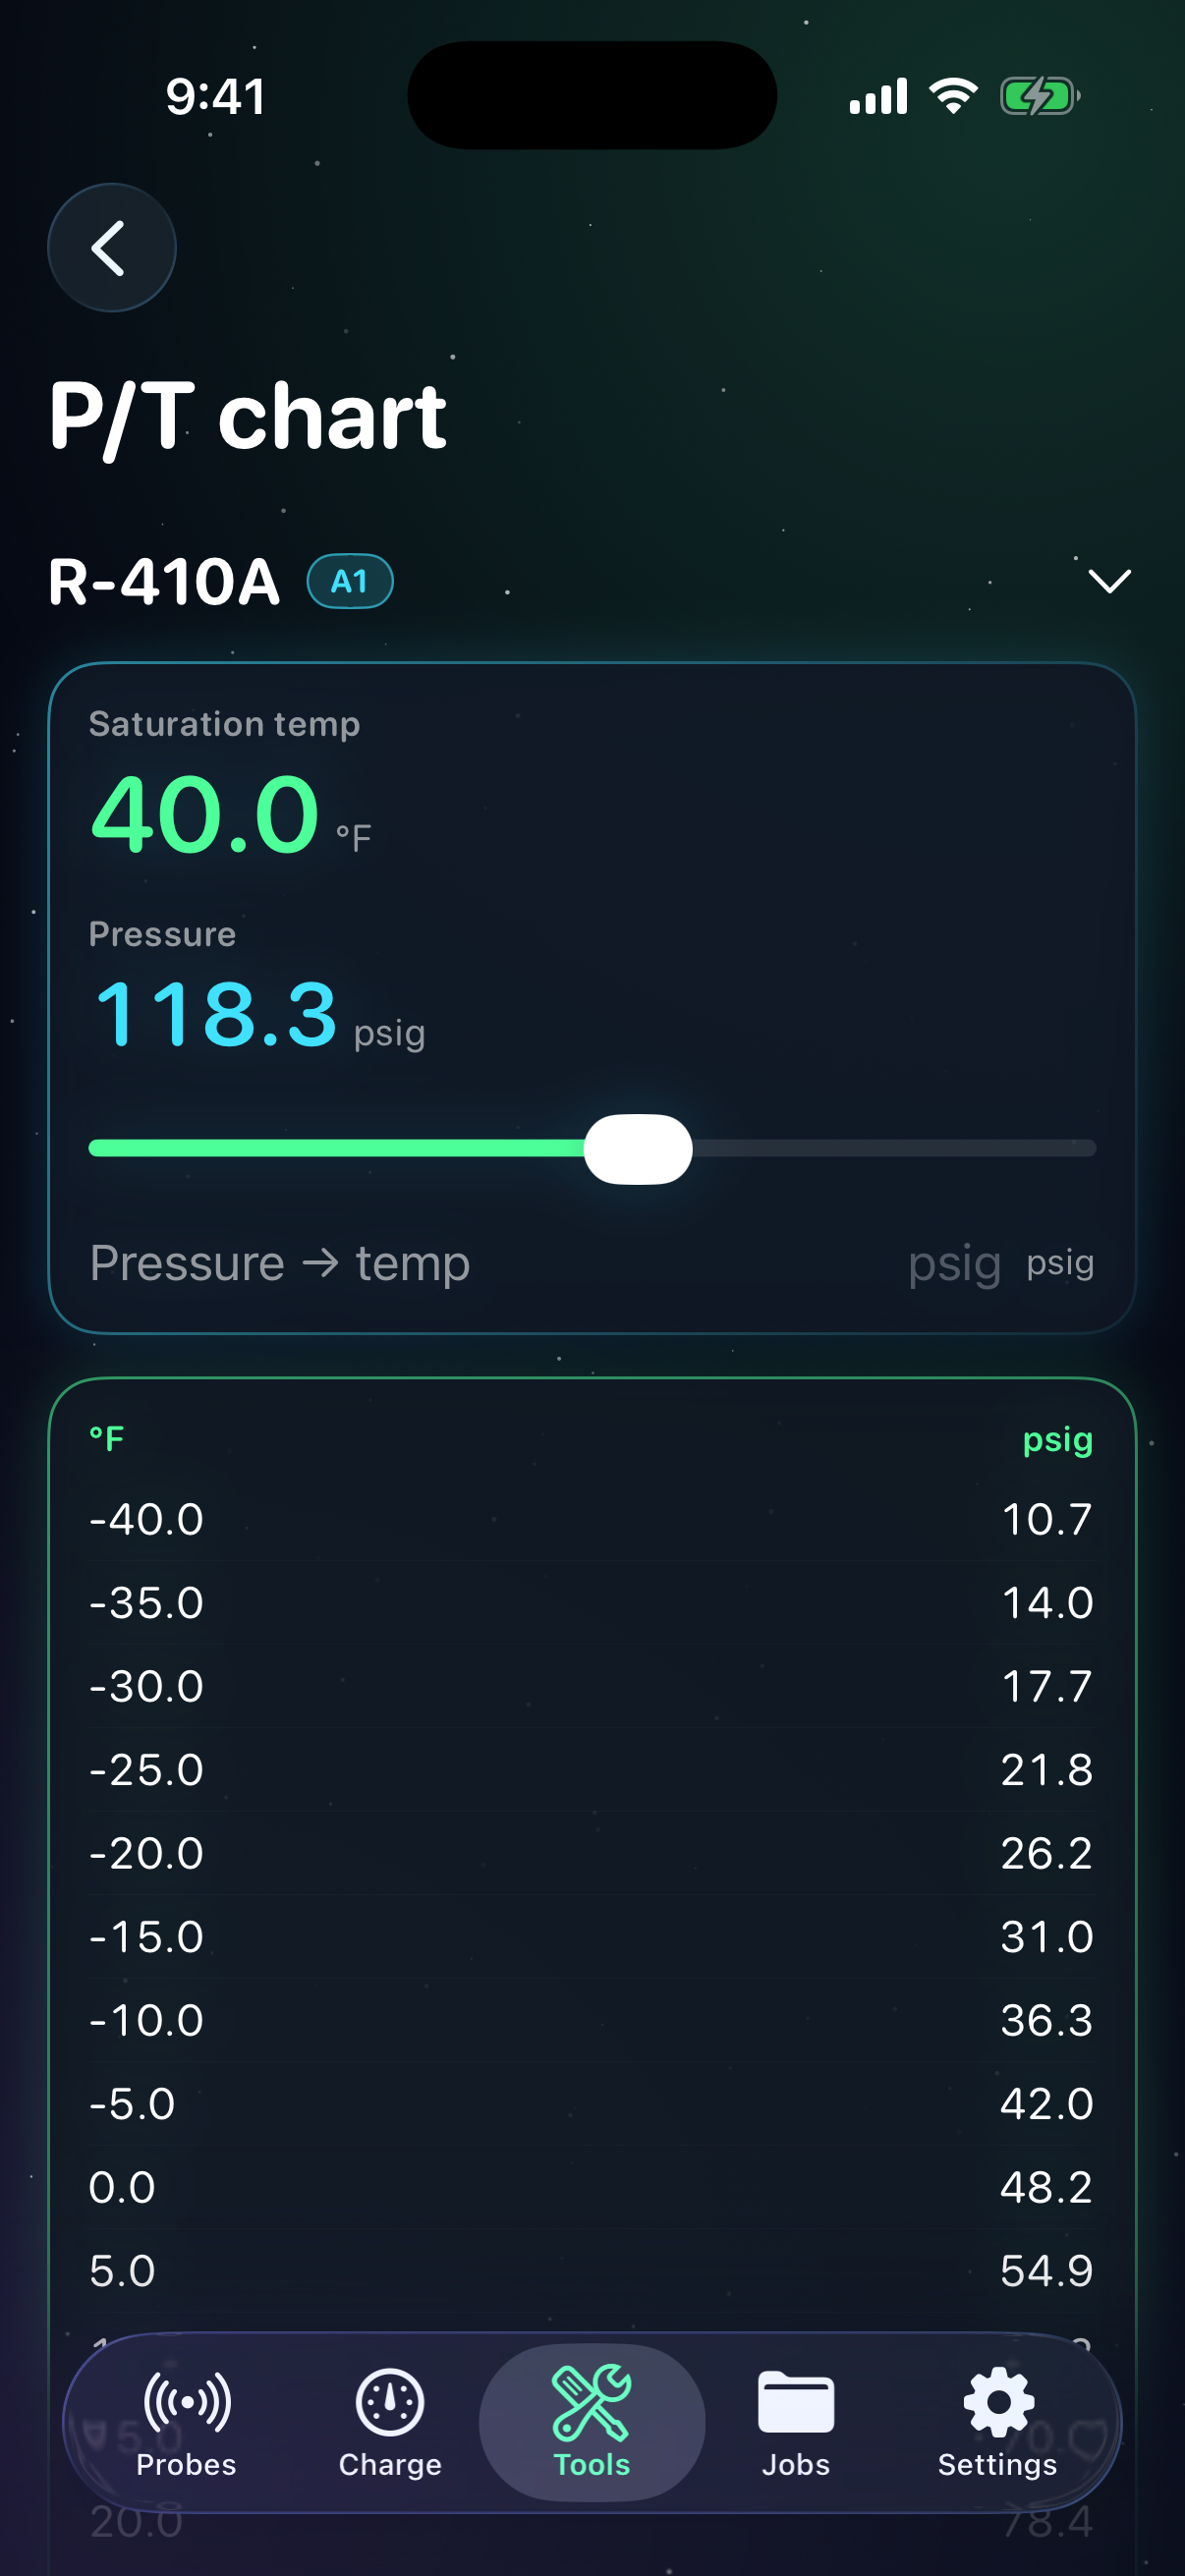 9:41
P/T chart
R-410A A1
Saturation temp
40.0 °F
Pressure
118.3 psig
Pressure → temp psig psig
°F psig
-40.0 10.7
-35.0 14.0
-30.0 17.7
-25.0 21.8
-20.0 26.2
-15.0 31.0
-10.0 36.3
-5.0 42.0
0.0 48.2
5.0 54.9
Probes Charge Tools Jobs Settings
20.0 78.4